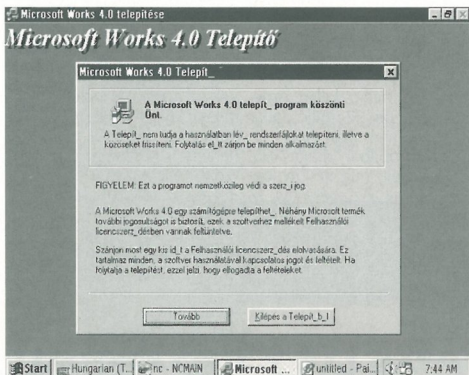 Microsoft Works 4.0 telepítése
Microsoft Works 4.0 Telepítő
Microsoft Works 4.0 Telepít_
A Microsoft Works 4.0 telepít_ program köszönti
Önt.
A Telepít_ nem tudja a használatban lév_ rendszerfájlokat telepíteni, illetve a
közöseket frissíteni. Folytatás el_tt zárjon be minden alkalmazást.
FIGYELEM: Ezt a programot nemzetközileg védi a szerz_i jog.
A Microsoft Works 4.0 egy számítógépre telepíthet_. Néhány Microsoft termék
további jogosultságot is biztosít, ezek a szoftverhez mellékelt Felhasználói
licencszerz_désben vannak feltüntetve.
Szánjon most egy kis id_t a Felhasználói licencszerz_dés elolvasására. Ez
tartalmaz minden, a szoftver használatával kapcsolatos jogot és feltételt. Ha
folytatja a telepítést, ezzel jelzi, hogy elfogadta a feltételeket.
Tovább
Kilépés a Telepít_b_l
Start
Hungarian (T...
nc - NCMAIN
Microsoft ...
untitled - Pai...
7:44 AM